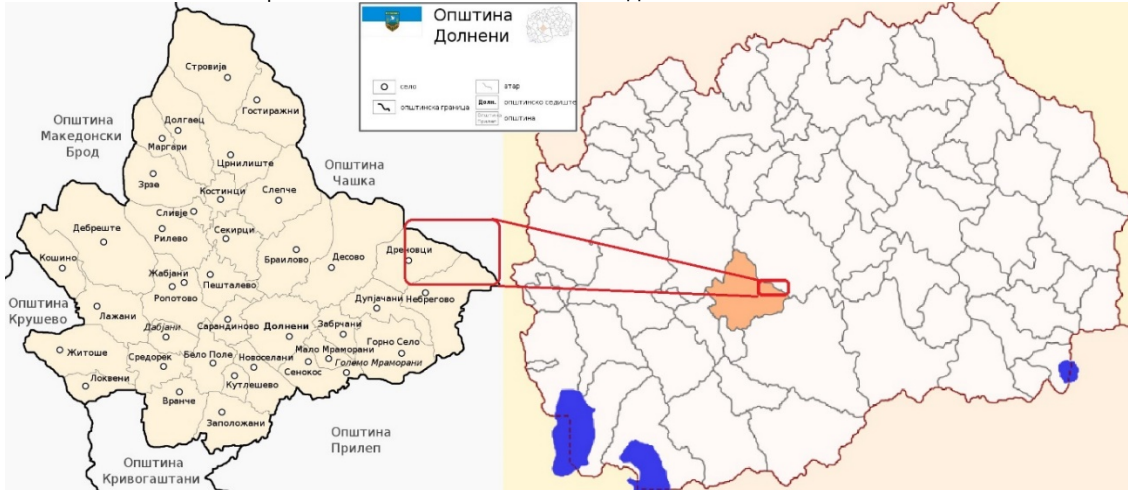 Општина
Долнени
село
општинска граница
атар
Долн. општинско седиште
Општина
Прилеп
општина
Општина
Македонски
Брод
Општина
Чашка
Општина
Крушево
Општина
Кривогаштани
Општина
Прилеп
Стровија
Гостиражни
Долгаец
Маргари
Црнилиште
Зрзе
Костинци
Слепче
Сливје
Дебреште
Рилево
Секирци
Кошино
Браилово
Десово
Дреновци
Жабјани
Ропотово
Пешталево
Дупјачани
Небрегово
Лажани
Дабјани
Сарандиново
Долнени
Забрчани
Горно Село
Житоше
Средорек
Бело Поле
Новоселани
Мало Мраморани
Големо Мраморани
Сенокос
Локвени
Кутлешево
Вранче
Заполжани